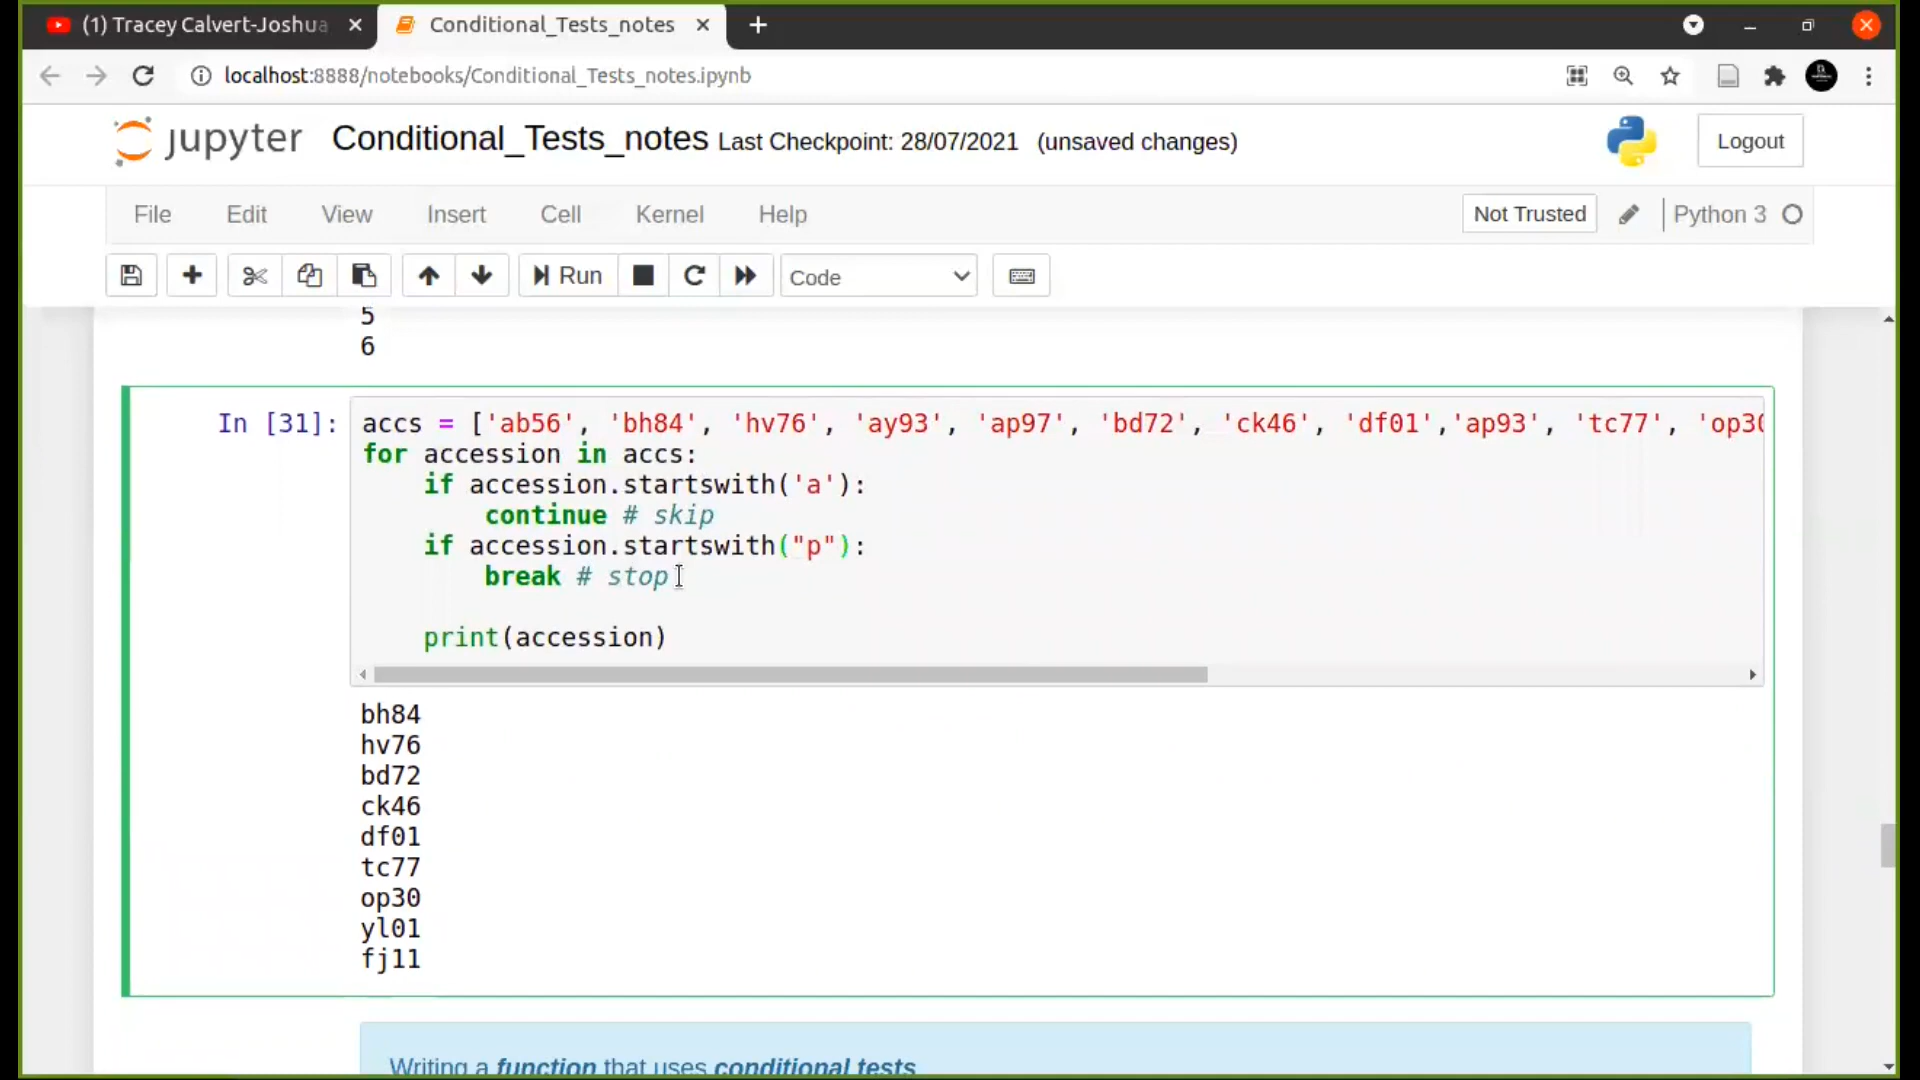 (1) Tracey Calvert-Joshua
Conditional_Tests_notes
localhost:8888/notebooks/Conditional_Tests_notes.ipynb
jupyter Conditional_Tests_notes Last Checkpoint: 28/07/2021 (unsaved changes)
Logout
File Edit View Insert Cell Kernel Help
Not Trusted
Python 3
Run
Code
5
6
In [31]:
accs = ['ab56', 'bh84', 'hv76', 'ay93', 'ap97', 'bd72', 'ck46', 'df01','ap93', 'tc77', 'op30
for accession in accs:
    if accession.startswith('a'):
        continue # skip
    if accession.startswith("p"):
        break # stop
    print(accession)
bh84
hv76
bd72
ck46
df01
tc77
op30
yl01
fj11
Writing a function that uses conditional tests